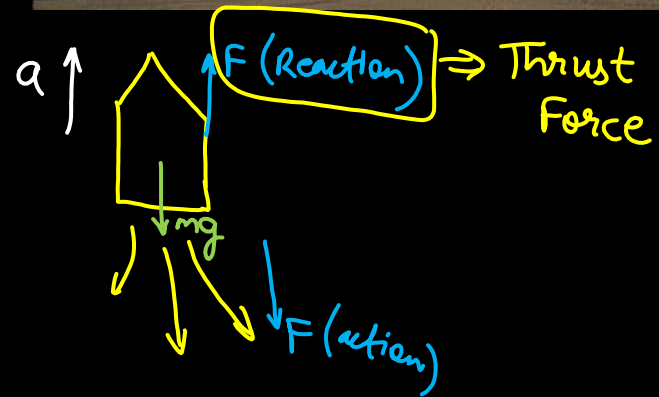 a
F (Reaction) ⇒ Thrust
Force
mg
F (action)